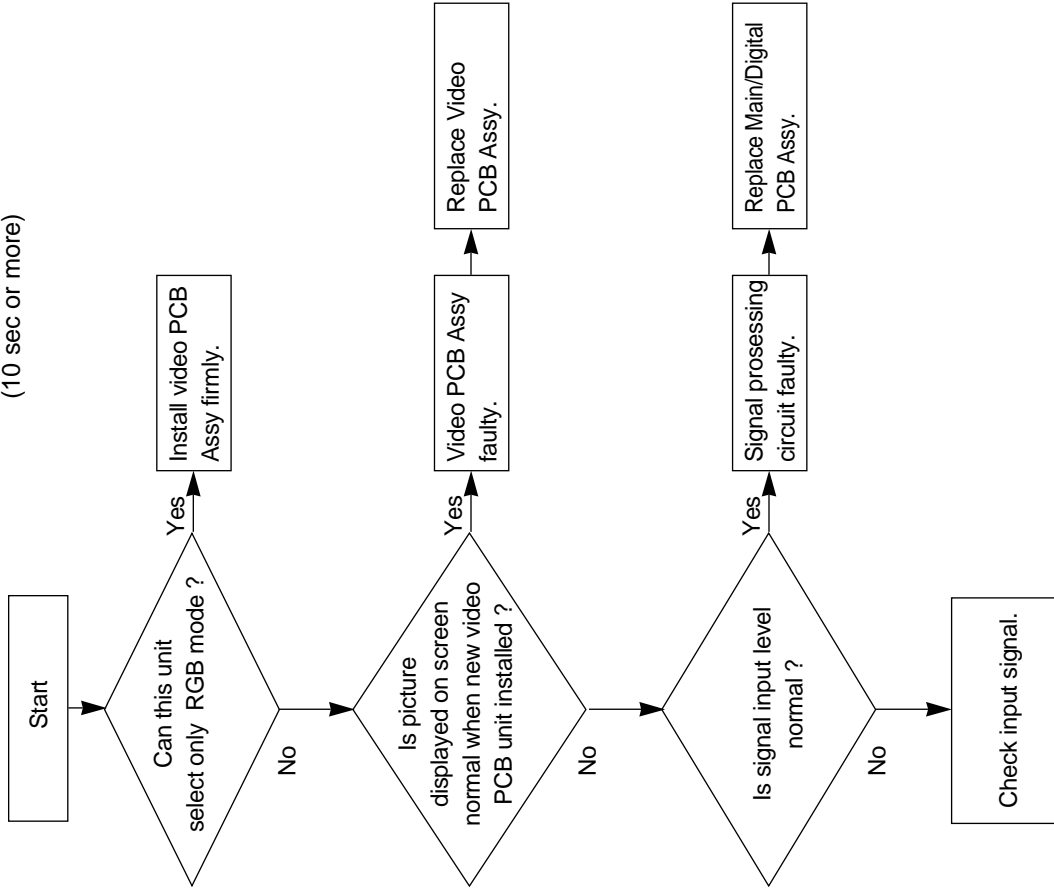 (10 sec or more)
Start
Can this unit
select only RGB mode ?
Yes
Install video PCB
Assy firmly.
No
Is picture
displayed on screen
normal when new video
PCB unit installed ?
Yes
Video PCB Assy
faulty.
Replace Video
PCB Assy.
No
Is signal input level
normal ?
Yes
Signal prosessing
circuit faulty.
Replace Main/Digital
PCB Assy.
No
Check input signal.